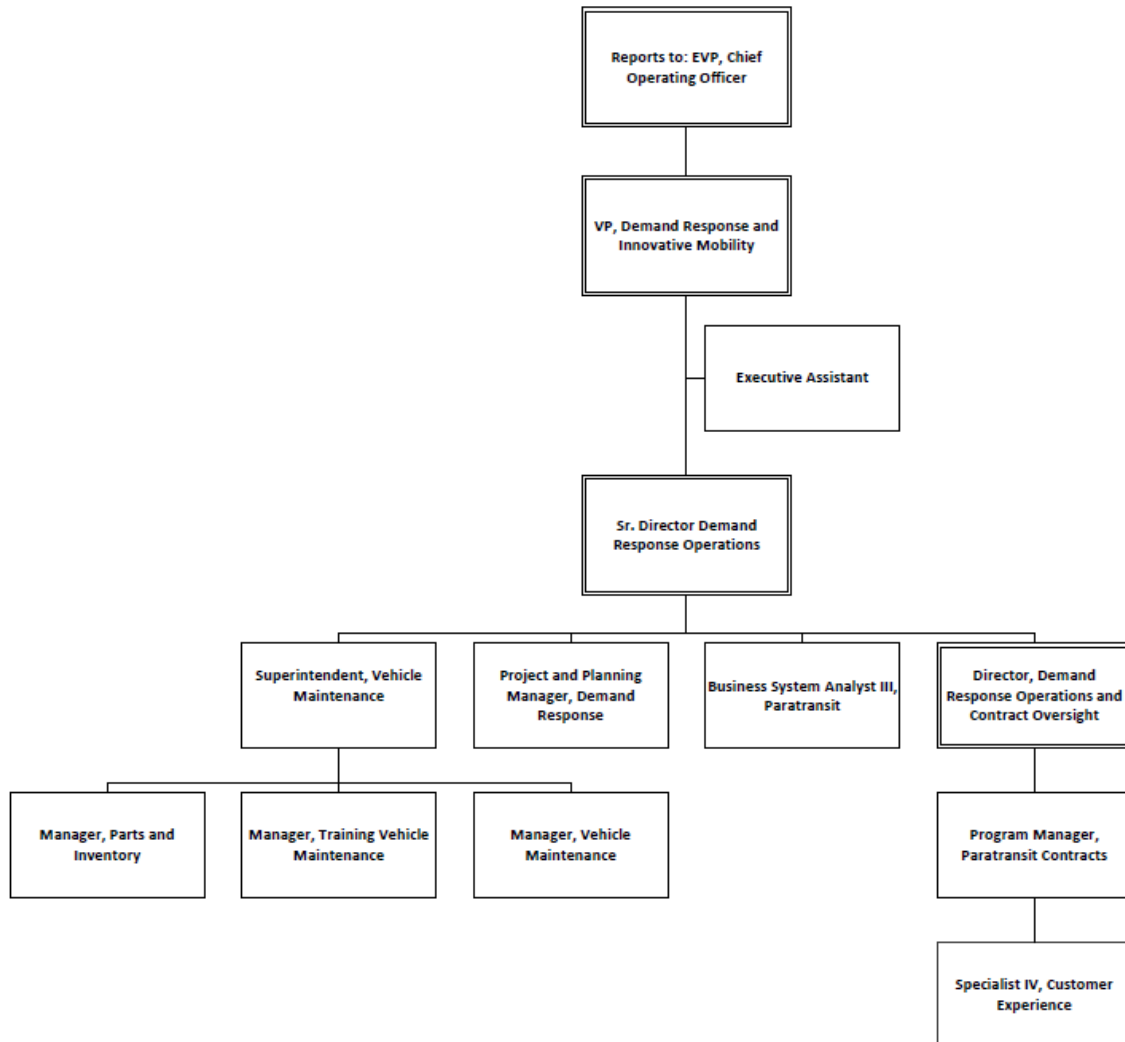 Reports to: EVP, Chief
Operating Officer
VP, Demand Response and
Innovative Mobility
Executive Assistant
Sr. Director Demand
Response Operations
Superintendent, Vehicle
Maintenance
Project and Planning
Manager, Demand
Response
Business System Analyst III,
Paratransit
Director, Demand
Response Operations and
Contract Oversight
Manager, Parts and
Inventory
Manager, Training Vehicle
Maintenance
Manager, Vehicle
Maintenance
Program Manager,
Paratransit Contracts
Specialist IV, Customer
Experience